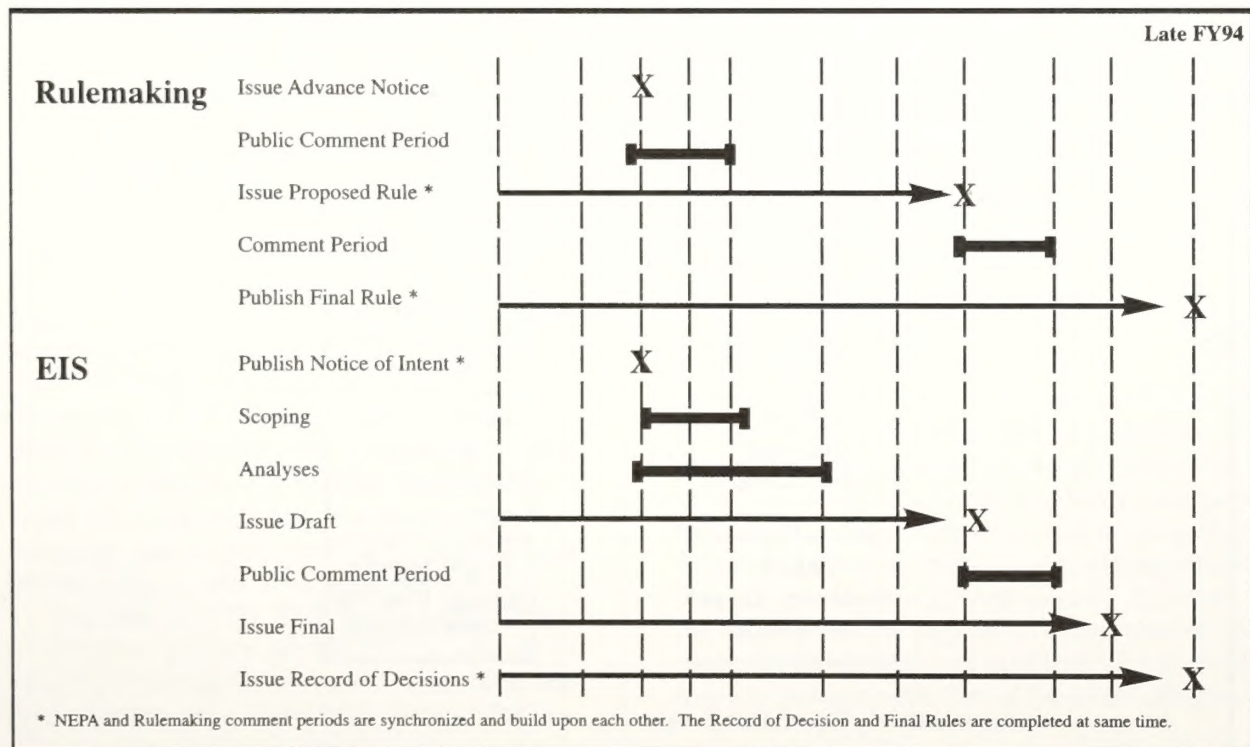 Late FY94
Rulemaking
Issue Advance Notice
X
Public Comment Period
Issue Proposed Rule *
X
Comment Period
Publish Final Rule *
X
EIS
Publish Notice of Intent *
X
Scoping
Analyses
Issue Draft
X
Public Comment Period
Issue Final
X
Issue Record of Decisions *
X
* NEPA and Rulemaking comment periods are synchronized and build upon each other. The Record of Decision and Final Rules are completed at same time.